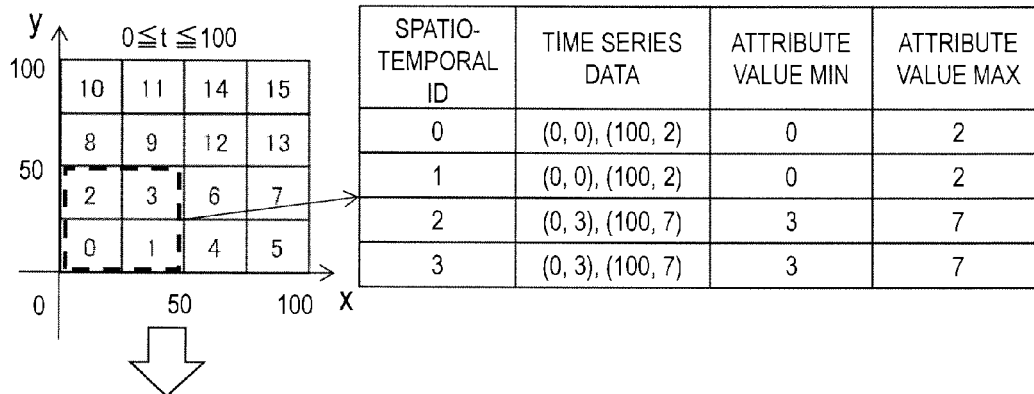 y
0≦t≦100
100
10 11 14 15
8 9 12 13
50
2 3 6 7
0 1 4 5
0 50 100 x
SPATIO-
TEMPORAL
ID
TIME SERIES
DATA
ATTRIBUTE
VALUE MIN
ATTRIBUTE
VALUE MAX
0 (0, 0), (100, 2) 0 2
1 (0, 0), (100, 2) 0 2
2 (0, 3), (100, 7) 3 7
3 (0, 3), (100, 7) 3 7